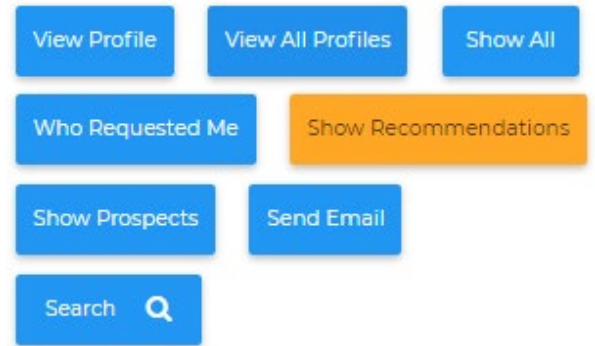 View Profile View All Profiles Show All
Who Requested Me Show Recommendations
Show Prospects Send Email
Search